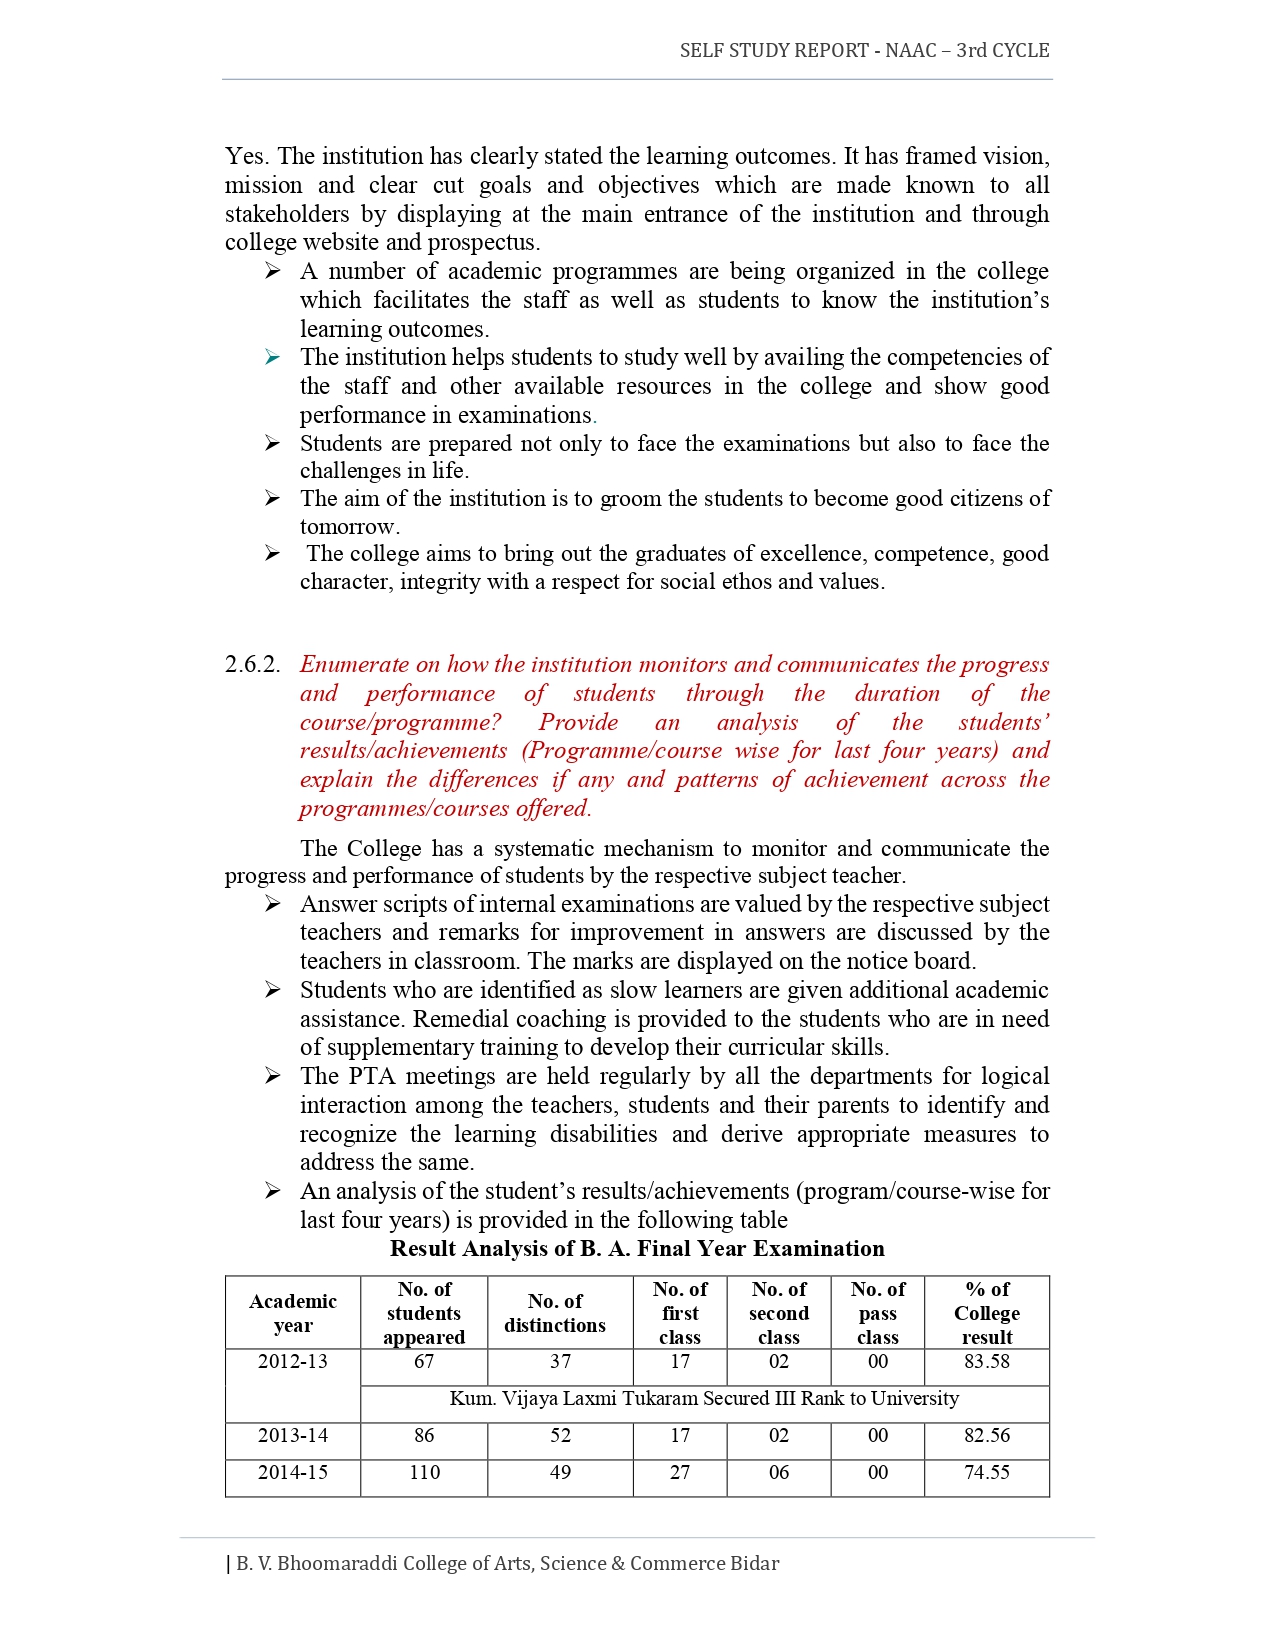 SELF STUDY REPORT - NAAC – 3rd CYCLE
Yes. The institution has clearly stated the learning outcomes. It has framed vision,
mission and clear cut goals and objectives which are made known to all
stakeholders by displaying at the main entrance of the institution and through
college website and prospectus.
➢ A number of academic programmes are being organized in the college
which facilitates the staff as well as students to know the institution’s
learning outcomes.
➢ The institution helps students to study well by availing the competencies of
the staff and other available resources in the college and show good
performance in examinations.
➢ Students are prepared not only to face the examinations but also to face the
challenges in life.
➢ The aim of the institution is to groom the students to become good citizens of
tomorrow.
➢ The college aims to bring out the graduates of excellence, competence, good
character, integrity with a respect for social ethos and values.
2.6.2. Enumerate on how the institution monitors and communicates the progress
and performance of students through the duration of the
course/programme? Provide an analysis of the students’
results/achievements (Programme/course wise for last four years) and
explain the differences if any and patterns of achievement across the
programmes/courses offered.
The College has a systematic mechanism to monitor and communicate the
progress and performance of students by the respective subject teacher.
➢ Answer scripts of internal examinations are valued by the respective subject
teachers and remarks for improvement in answers are discussed by the
teachers in classroom. The marks are displayed on the notice board.
➢ Students who are identified as slow learners are given additional academic
assistance. Remedial coaching is provided to the students who are in need
of supplementary training to develop their curricular skills.
➢ The PTA meetings are held regularly by all the departments for logical
interaction among the teachers, students and their parents to identify and
recognize the learning disabilities and derive appropriate measures to
address the same.
➢ An analysis of the student’s results/achievements (program/course-wise for
last four years) is provided in the following table
Result Analysis of B. A. Final Year Examination
Academic year | No. of students appeared | No. of distinctions | No. of first class | No. of second class | No. of pass class | % of College result
2012-13 | 67 | 37 | 17 | 02 | 00 | 83.58
Kum. Vijaya Laxmi Tukaram Secured III Rank to University
2013-14 | 86 | 52 | 17 | 02 | 00 | 82.56
2014-15 | 110 | 49 | 27 | 06 | 00 | 74.55
| B. V. Bhoomaraddi College of Arts, Science & Commerce Bidar